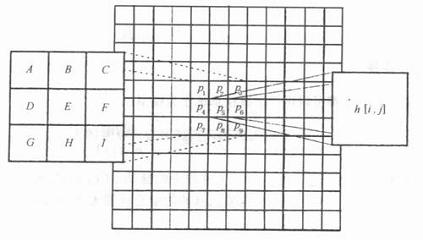 A B C
D E F
G H I
p₁ p₂ p₃
p₄ p₅ p₆
p₇ p₈ p₉
h [i, j]